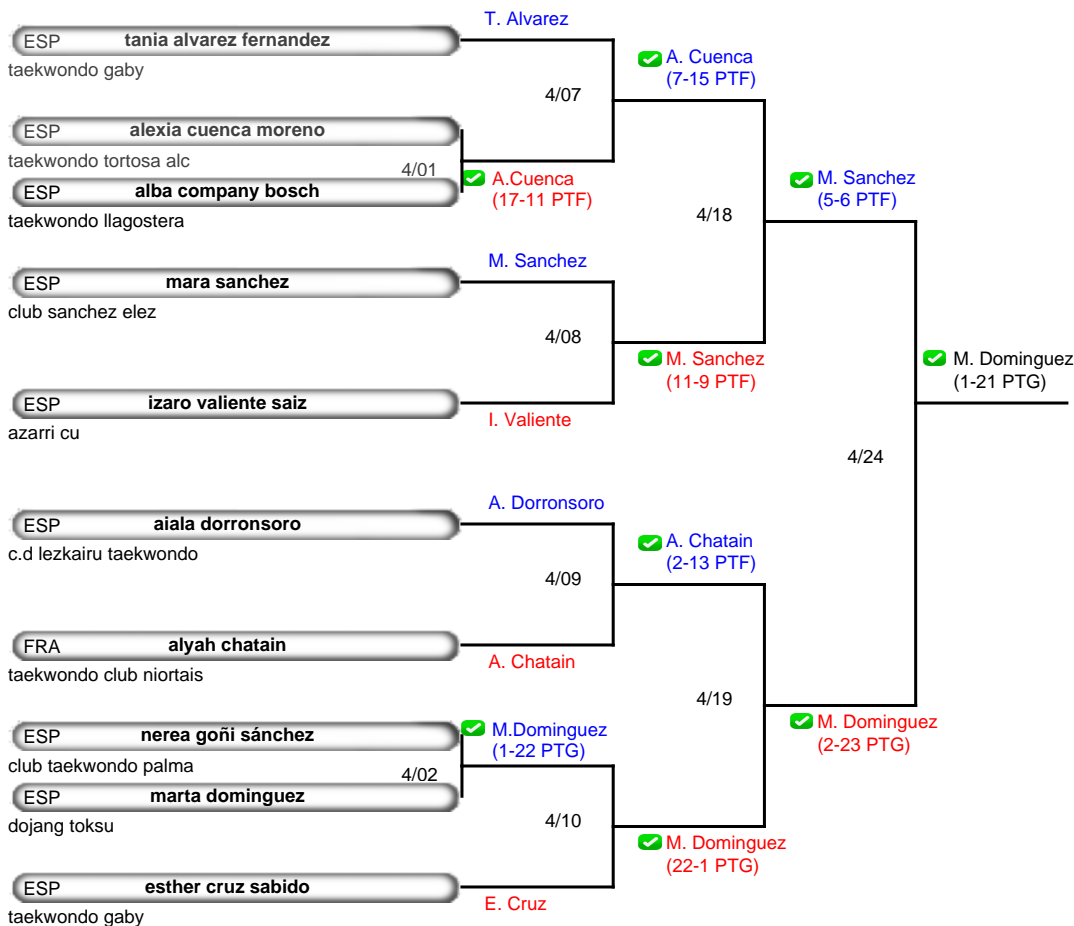 T. Alvarez
ESP tania alvarez fernandez
taekwondo gaby
A. Cuenca
(7-15 PTF)
4/07
ESP alexia cuenca moreno
taekwondo tortosa alc
4/01
A.Cuenca
(17-11 PTF)
ESP alba company bosch
taekwondo llagostera
M. Sanchez
(5-6 PTF)
4/18
M. Sanchez
ESP mara sanchez
club sanchez elez
4/08
M. Sanchez
(11-9 PTF)
M. Dominguez
(1-21 PTG)
ESP izaro valiente saiz
azarri cu
I. Valiente
4/24
A. Dorronsoro
ESP aiala dorronsoro
c.d lezkairu taekwondo
A. Chatain
(2-13 PTF)
4/09
FRA alyah chatain
taekwondo club niortais
A. Chatain
4/19
M. Dominguez
(2-23 PTG)
ESP nerea goñi sánchez
club taekwondo palma
M.Dominguez
(1-22 PTG)
4/02
ESP marta dominguez
dojang toksu
4/10
M. Dominguez
(22-1 PTG)
ESP esther cruz sabido
taekwondo gaby
E. Cruz